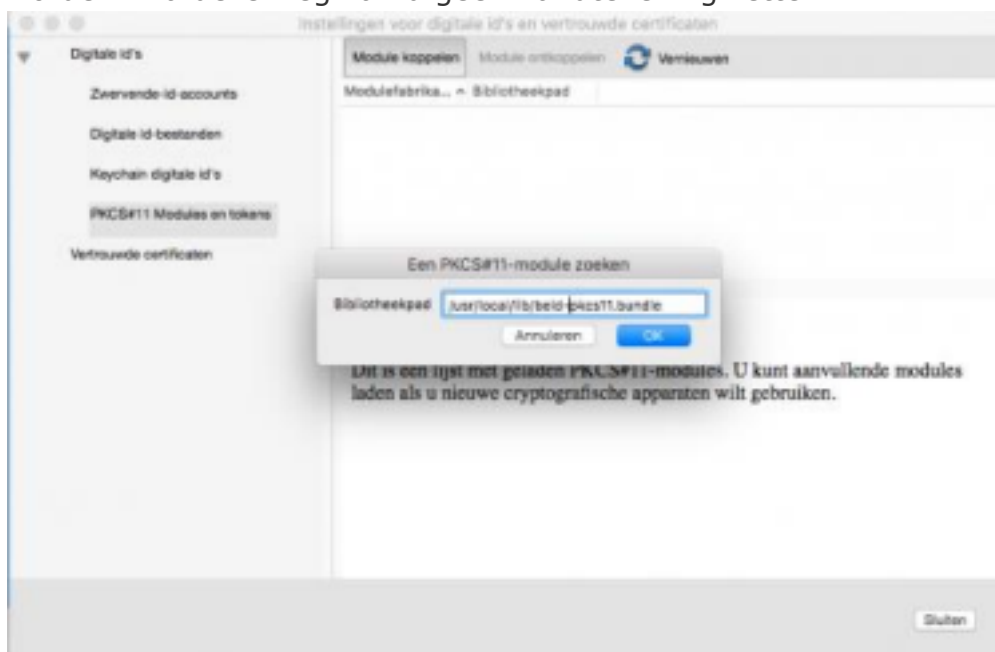 Instellingen voor digitale id's en vertrouwde certificaten
Digitale id's
Zwervende-id-accounts
Digitale id-bestanden
Keychain digitale id's
PKCS#11 Modules en tokens
Vertrouwde certificaten
Module koppelen Module ontkoppelen Vernieuwen
Modulefabrika... Bibliotheekpad
Een PKCS#11-module zoeken
Bibliotheekpad /usr/local/lib/beid-pkcs11.bundle
Annuleren OK
Dit is een lijst met geladen PKCS#11-modules. U kunt aanvullende modules
laden als u nieuwe cryptografische apparaten wilt gebruiken.
Sluiten